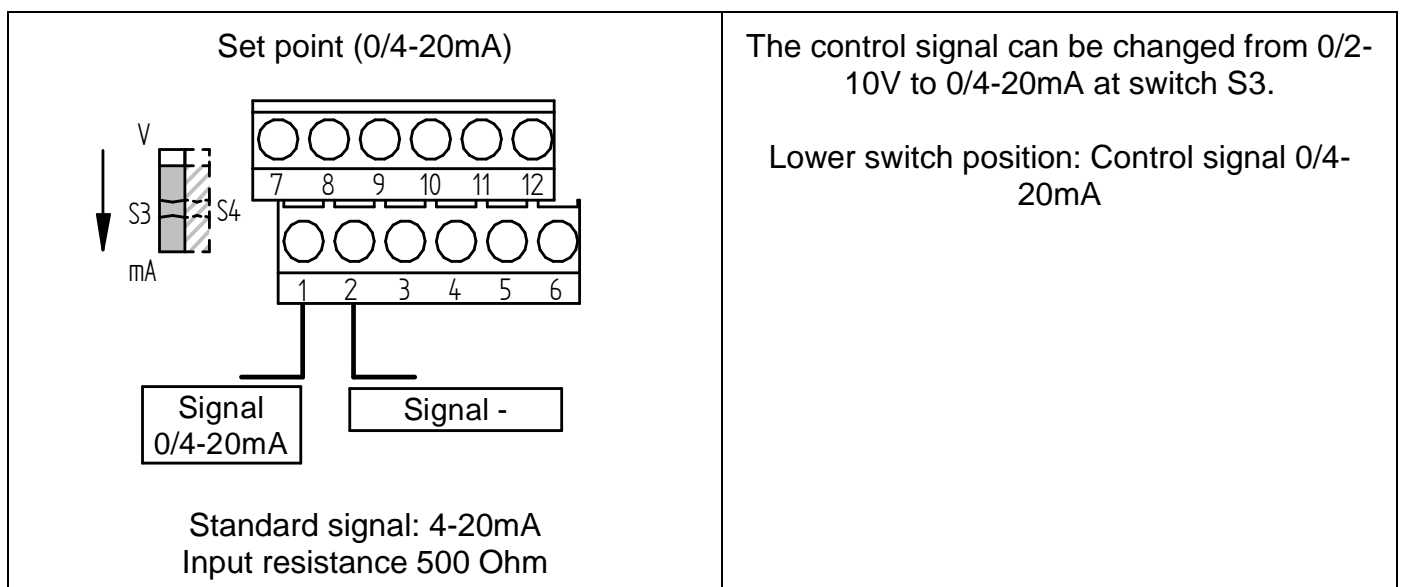 Set point (0/4-20mA)
V
S3
S4
mA
7 8 9 10 11 12
1 2 3 4 5 6
Signal
0/4-20mA
Signal -
Standard signal: 4-20mA
Input resistance 500 Ohm
The control signal can be changed from 0/2-
10V to 0/4-20mA at switch S3.
Lower switch position: Control signal 0/4-
20mA